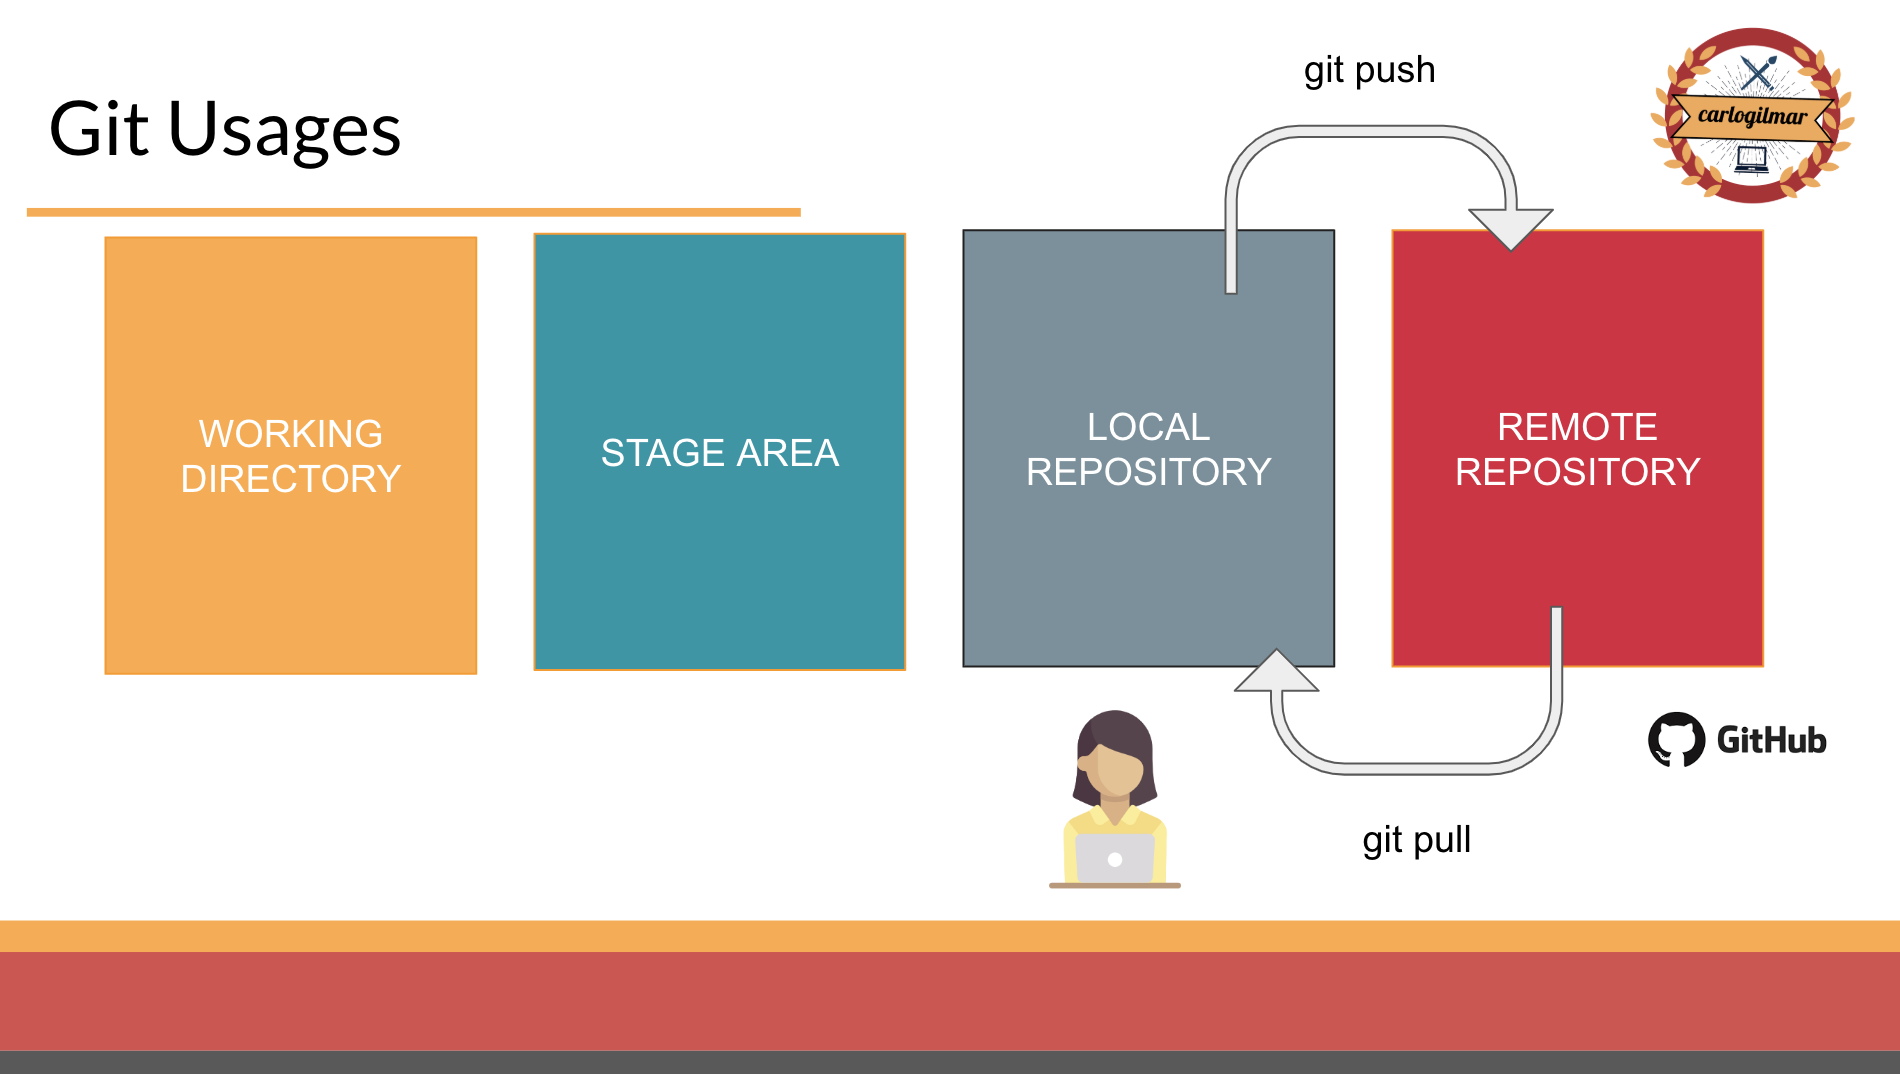 git push
Git Usages
carlogilmar
WORKING
DIRECTORY
STAGE AREA
LOCAL
REPOSITORY
REMOTE
REPOSITORY
GitHub
git pull